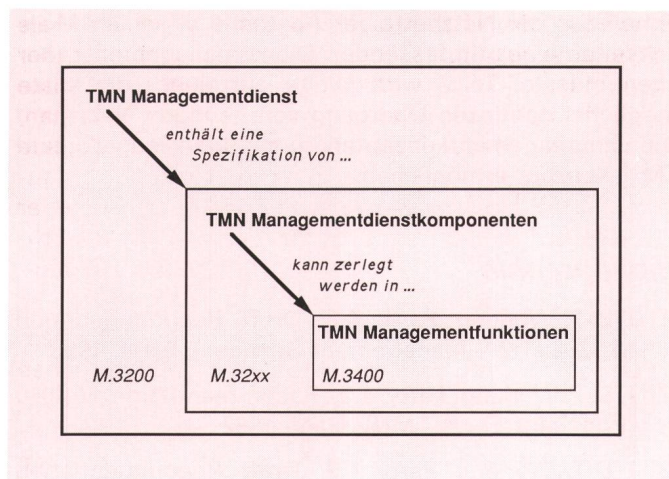 TMN Managementdienst
enthält eine
Spezifikation von ...
TMN Managementdienstkomponenten
kann zerlegt
werden in ...
TMN Managementfunktionen
M.3200
M.32xx
M.3400